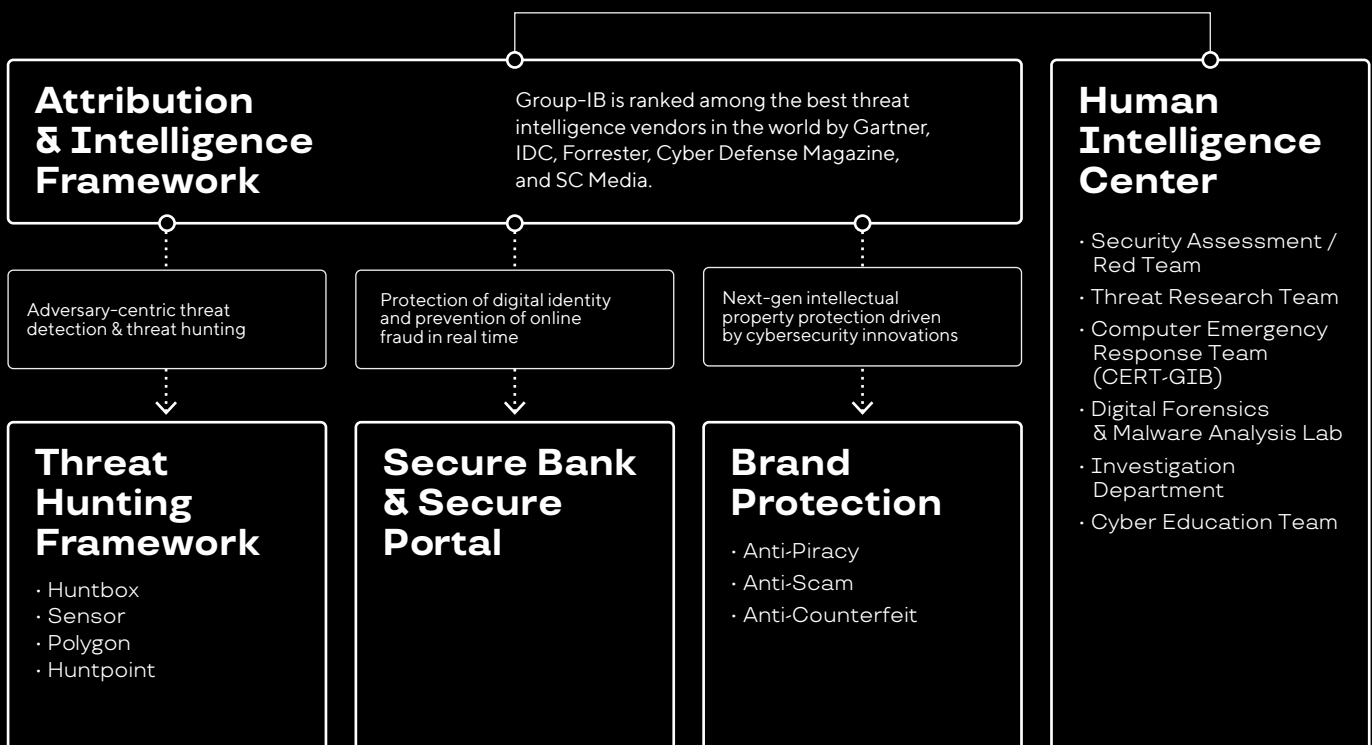 Attribution
& Intelligence
Framework
Group-IB is ranked among the best threat
intelligence vendors in the world by Gartner,
IDC, Forrester, Cyber Defense Magazine,
and SC Media.
Adversary-centric threat
detection & threat hunting
Protection of digital identity
and prevention of online
fraud in real time
Next-gen intellectual
property protection driven
by cybersecurity innovations
Threat
Hunting
Framework
· Huntbox
· Sensor
· Polygon
· Huntpoint
Secure Bank
& Secure
Portal
Brand
Protection
· Anti-Piracy
· Anti-Scam
· Anti-Counterfeit
Human
Intelligence
Center
· Security Assessment /
Red Team
· Threat Research Team
· Computer Emergency
Response Team
(CERT-GIB)
· Digital Forensics
& Malware Analysis Lab
· Investigation
Department
· Cyber Education Team